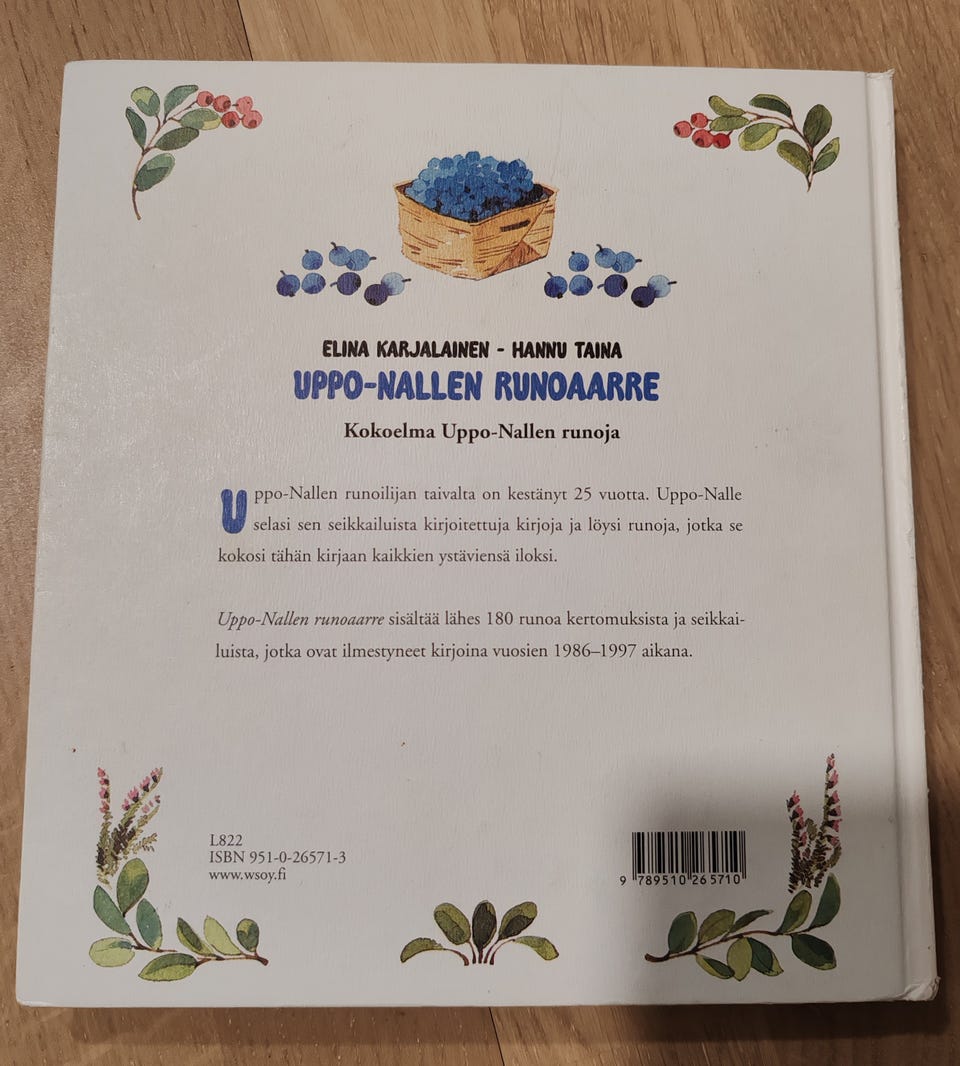 ELINA KARJALAINEN - HANNU TAINA
UPPO-NALLEN RUNOAARRE
Kokoelma Uppo-Nallen runoja
Uppo-Nallen runoilijan taivalta on kestänyt 25 vuotta. Uppo-Nalle
selasi sen seikkailuista kirjoitettuja kirjoja ja löysi runoja, jotka se
kokosi tähän kirjaan kaikkien ystäviensä iloksi.
Uppo-Nallen runoaarre sisältää lähes 180 runoa kertomuksista ja seikkai-
luista, jotka ovat ilmestyneet kirjoina vuosien 1986–1997 aikana.
L822
ISBN 951-0-26571-3
www.wsoy.fi
9 789510 265710